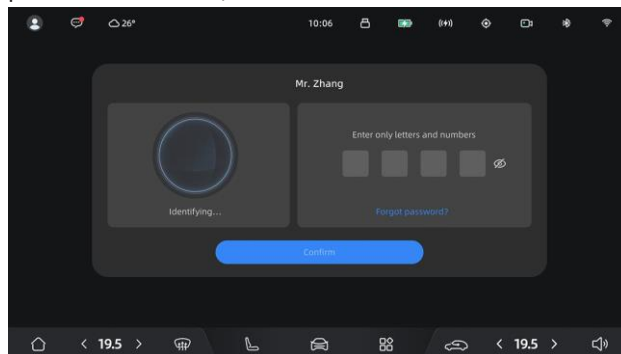 26°
10:06
Mr. Zhang
Enter only letters and numbers
Identifying...
Forgot password?
Confirm
19.5
19.5